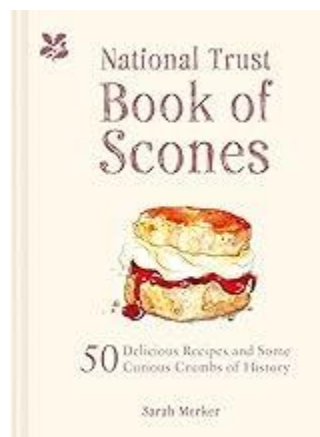 National Trust
Book of
Scones
50 Delicious Recipes and Some
Curious Crumbs of History
Sarah Merker